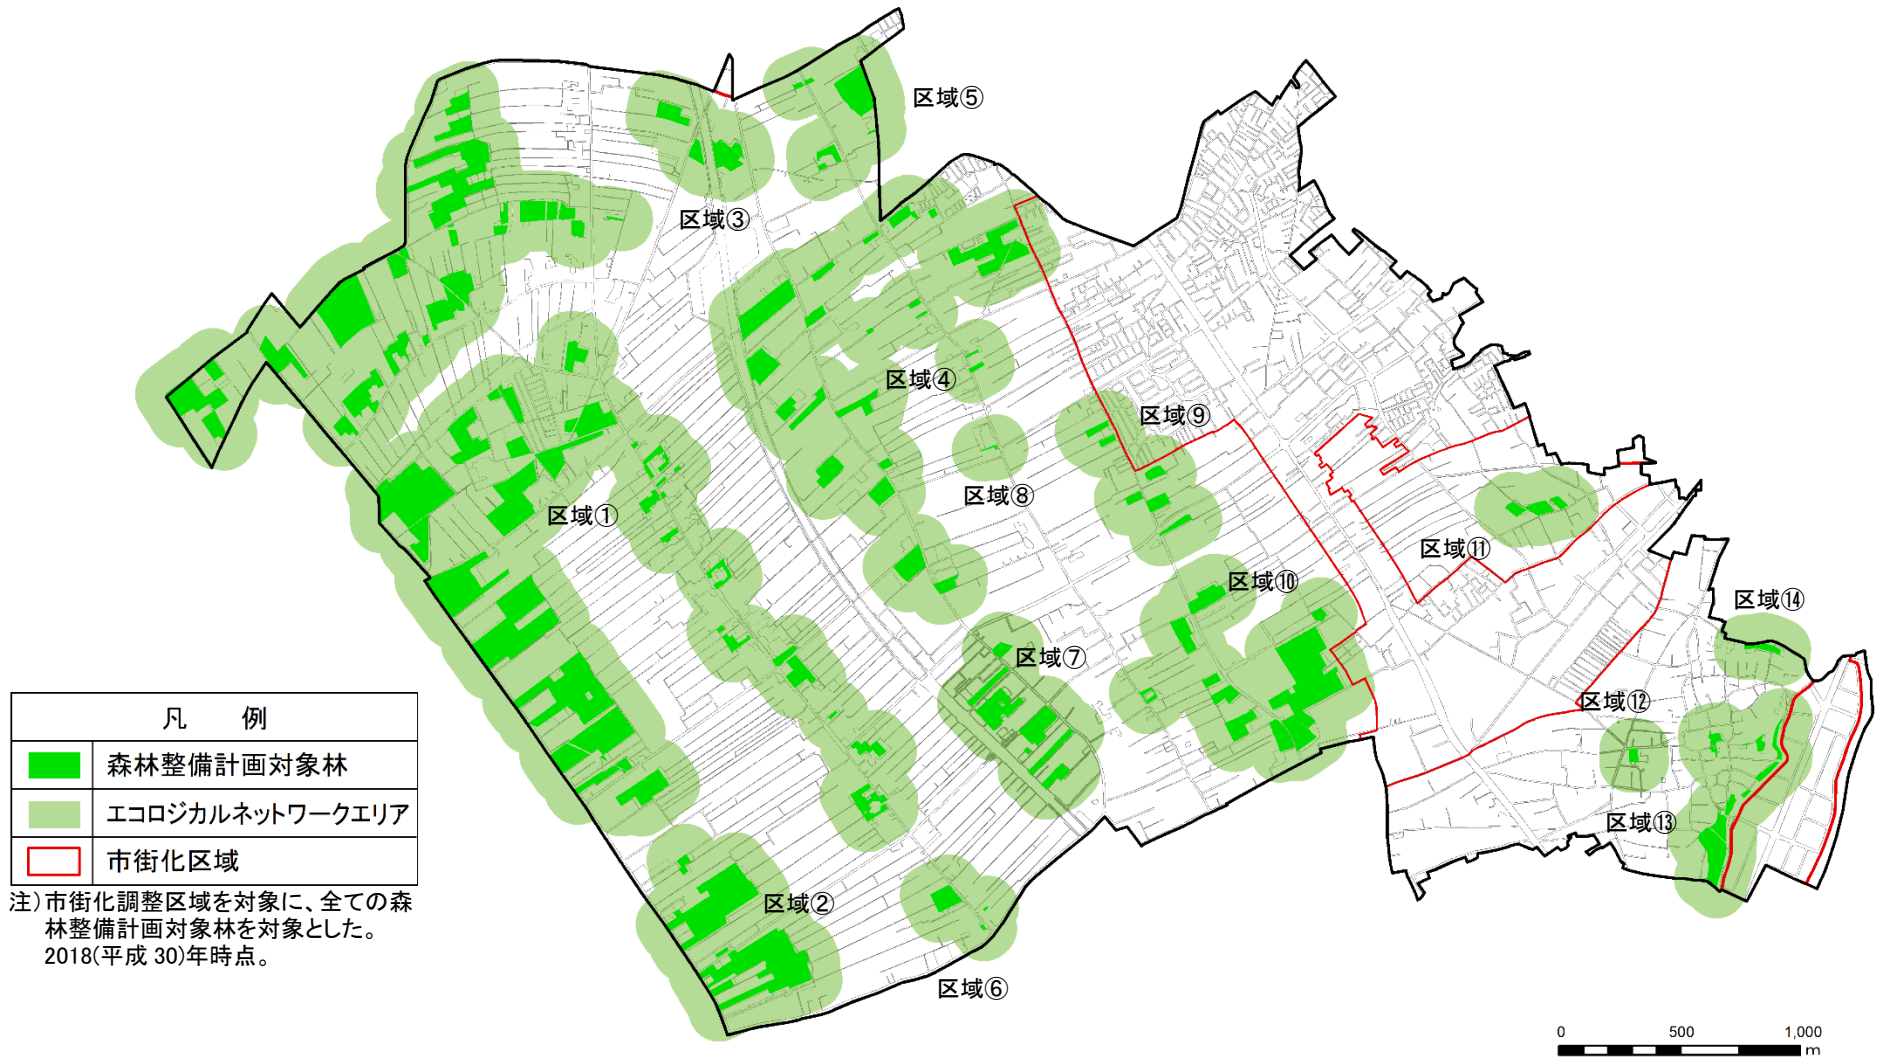 区域⑤
区域③
区域④
区域⑨
区域⑧
区域①
区域⑪
区域⑩
区域⑭
区域⑦
区域⑫
区域⑬
区域②
区域⑥
凡 例
森林整備計画対象林
エコロジカルネットワークエリア
市街化区域
注)市街化調整区域を対象に、全ての森
林整備計画対象林を対象とした。
2018(平成 30)年時点。
0 500 1,000
m